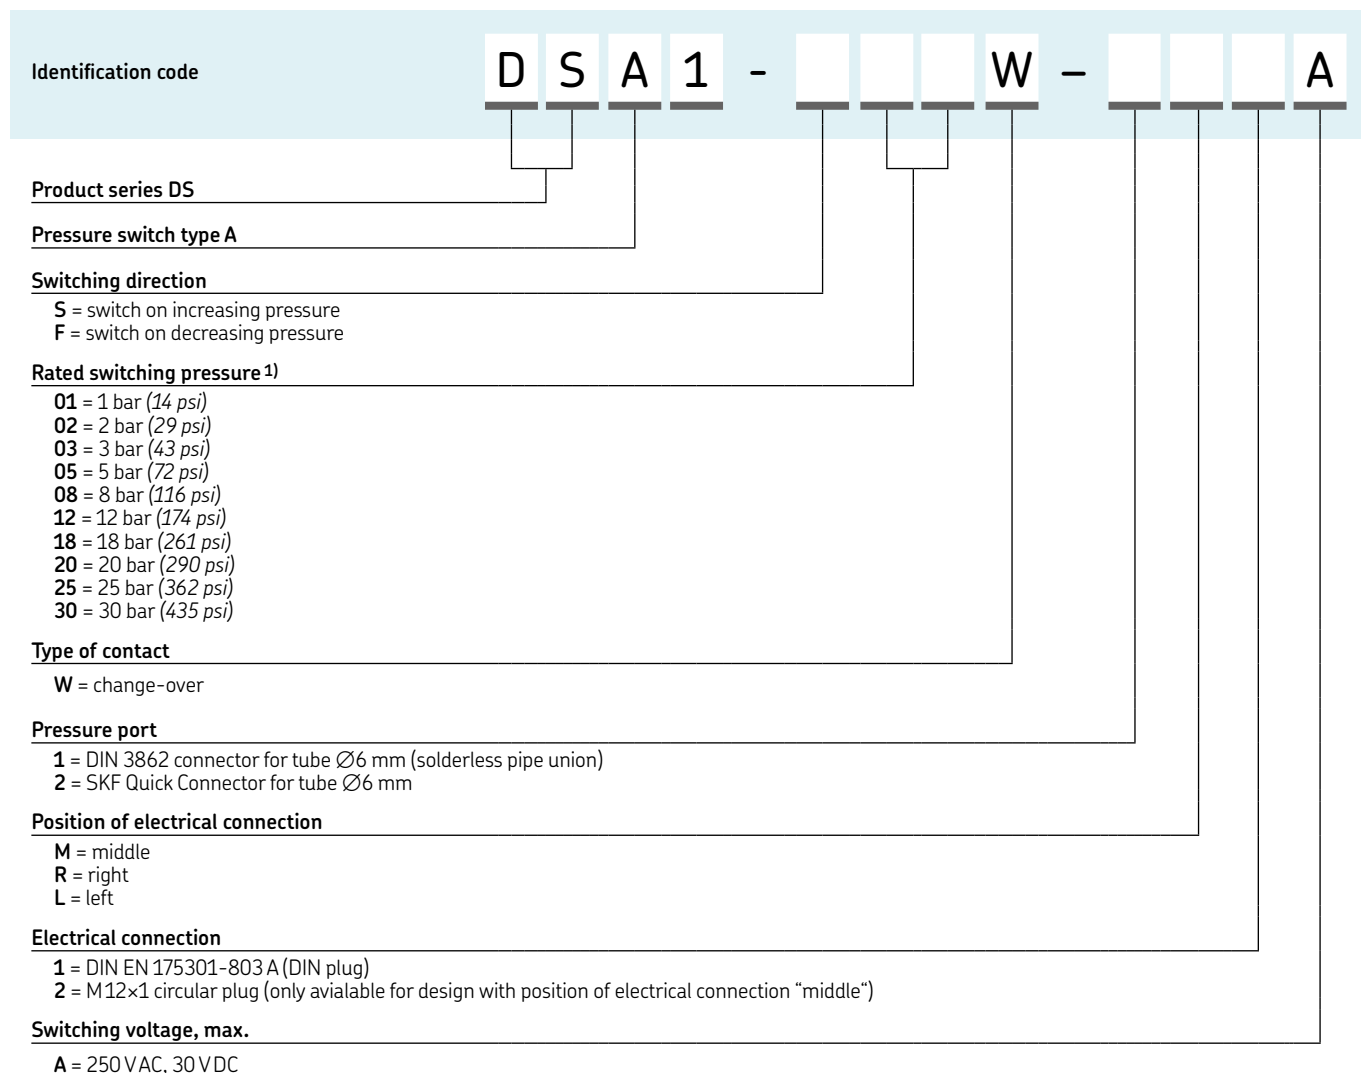 Identification code D S A 1 - W – A
Product series DS
Pressure switch type A
Switching direction
S = switch on increasing pressure
F = switch on decreasing pressure
Rated switching pressure 1)
01 = 1 bar (14 psi)
02 = 2 bar (29 psi)
03 = 3 bar (43 psi)
05 = 5 bar (72 psi)
08 = 8 bar (116 psi)
12 = 12 bar (174 psi)
18 = 18 bar (261 psi)
20 = 20 bar (290 psi)
25 = 25 bar (362 psi)
30 = 30 bar (435 psi)
Type of contact
W = change-over
Pressure port
1 = DIN 3862 connector for tube ∅6 mm (solderless pipe union)
2 = SKF Quick Connector for tube ∅6 mm
Position of electrical connection
M = middle
R = right
L = left
Electrical connection
1 = DIN EN 175301-803 A (DIN plug)
2 = M12×1 circular plug (only avialable for design with position of electrical connection “middle“)
Switching voltage, max.
A = 250 V AC, 30 V DC